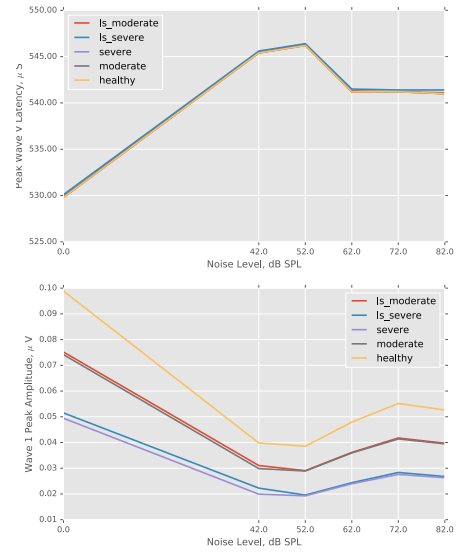 550.00
545.00
540.00
535.00
530.00
525.00
Peak Wave V Latency, μ S
ls_moderate
ls_severe
severe
moderate
healthy
0.0 42.0 52.0 62.0 72.0 82.0
Noise Level, dB SPL
0.10
0.09
0.08
0.07
0.06
0.05
0.04
0.03
0.02
0.01
Wave 1 Peak Amplitude, μ V
ls_moderate
ls_severe
severe
moderate
healthy
0.0 42.0 52.0 62.0 72.0 82.0
Noise Level, dB SPL